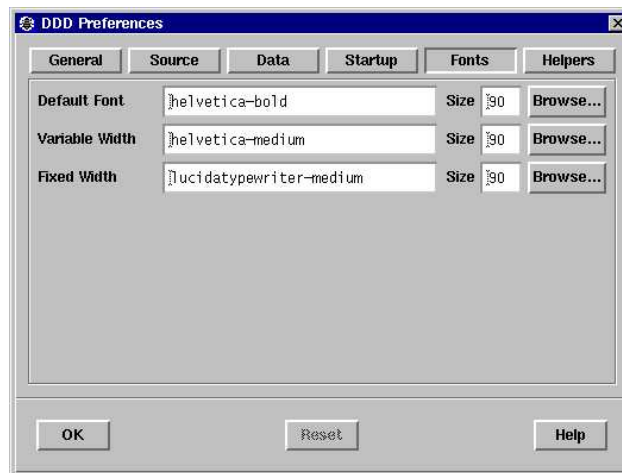 DDD Preferences
General Source Data Startup Fonts Helpers
Default Font helvetica-bold Size 90 Browse...
Variable Width helvetica-medium Size 90 Browse...
Fixed Width lucidatypewriter-medium Size 90 Browse...
OK Reset Help